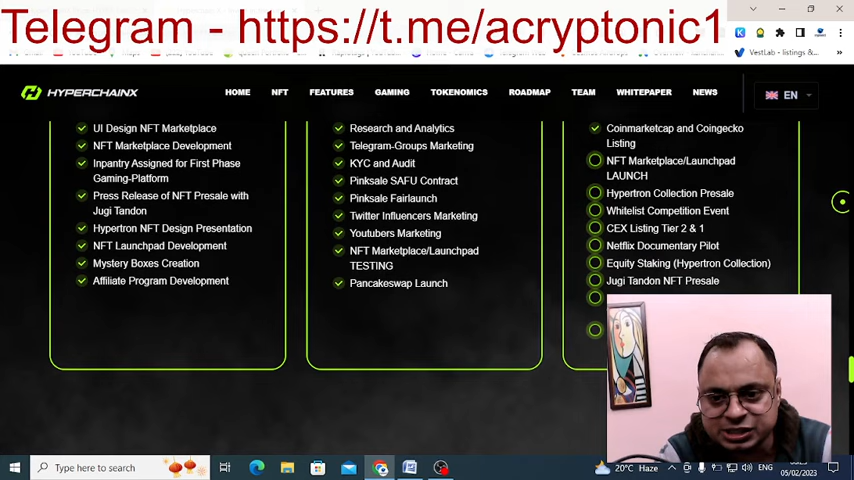 Telegram - https://t.me/acryptonic1
VestLab - listings &...
HYPERCHAINX
HOME NFT FEATURES GAMING TOKENOMICS ROADMAP TEAM WHITEPAPER NEWS EN
UI Design NFT Marketplace
NFT Marketplace Development
Inpantry Assigned for First Phase
Gaming-Platform
Press Release of NFT Presale with
Jugi Tandon
Hypertron NFT Design Presentation
NFT Launchpad Development
Mystery Boxes Creation
Affiliate Program Development
Research and Analytics
Telegram-Groups Marketing
KYC and Audit
Pinksale SAFU Contract
Pinksale Fairlaunch
Twitter Influencers Marketing
Youtubers Marketing
NFT Marketplace/Launchpad
TESTING
Pancakeswap Launch
Coinmarketcap and Coingecko
Listing
NFT Marketplace/Launchpad
LAUNCH
Hypertron Collection Presale
Whitelist Competition Event
CEX Listing Tier 2 & 1
Netflix Documentary Pilot
Equity Staking (Hypertron Collection)
Jugi Tandon NFT Presale
Type here to search
20°C Haze
ENG
05/02/2023